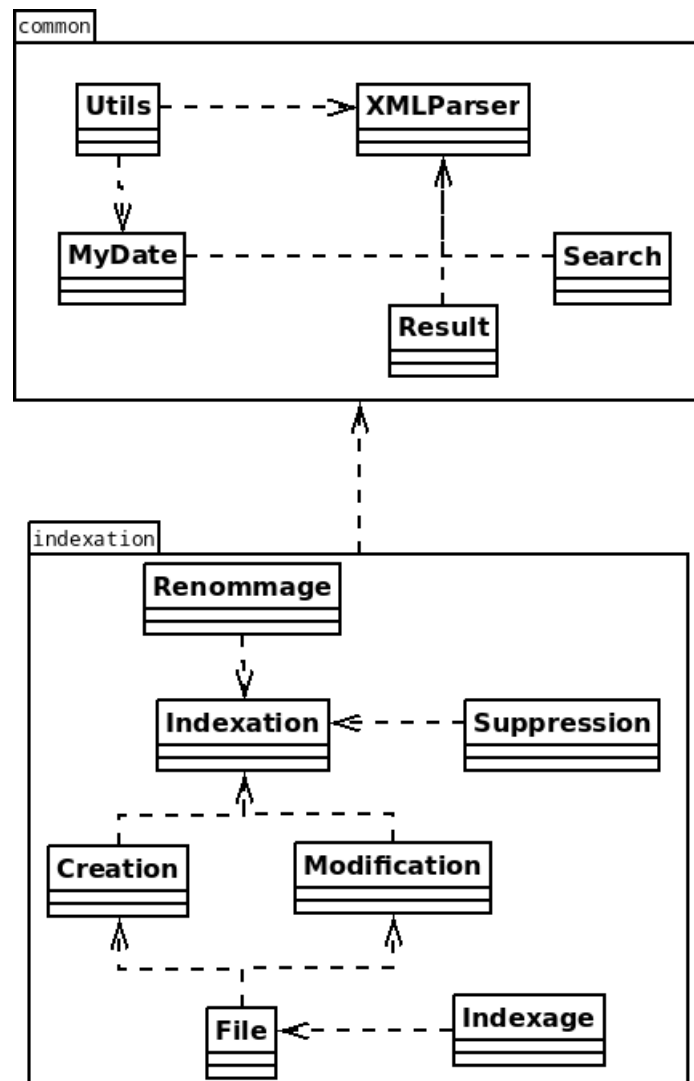 common
Utils
XMLParser
MyDate
Search
Result
indexation
Renommage
Indexation
Suppression
Creation
Modification
File
Indexage